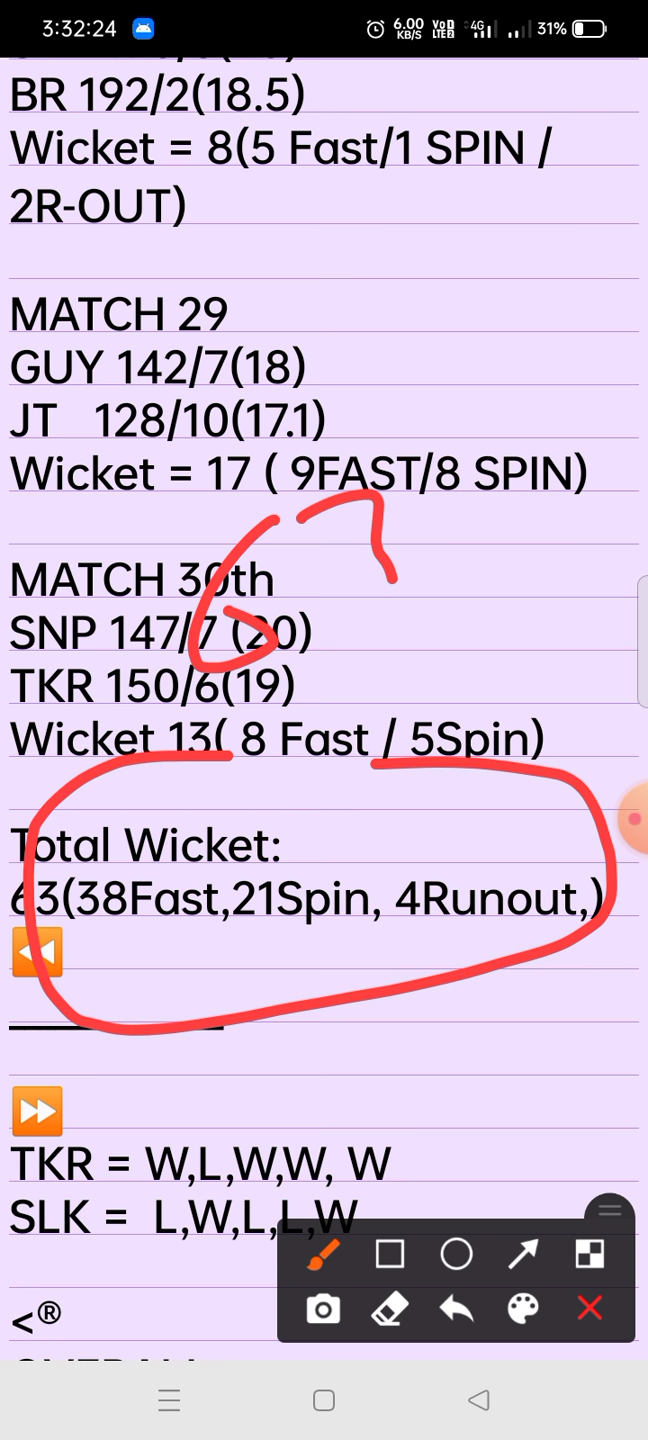 3:32:24 6.00 KB/S VoD LTE2 4G 31%
BR 192/2(18.5)
Wicket = 8(5 Fast/1 SPIN /
2R-OUT)
MATCH 29
GUY 142/7(18)
JT 128/10(17.1)
Wicket = 17 ( 9FAST/8 SPIN)
MATCH 30th
SNP 147/7 (20)
TKR 150/6(19)
Wicket 13( 8 Fast / 5Spin)
Total Wicket:
63(38Fast,21Spin, 4Runout,)
TKR = W,L,W,W, W
SLK = L,W,L,L,W
<®